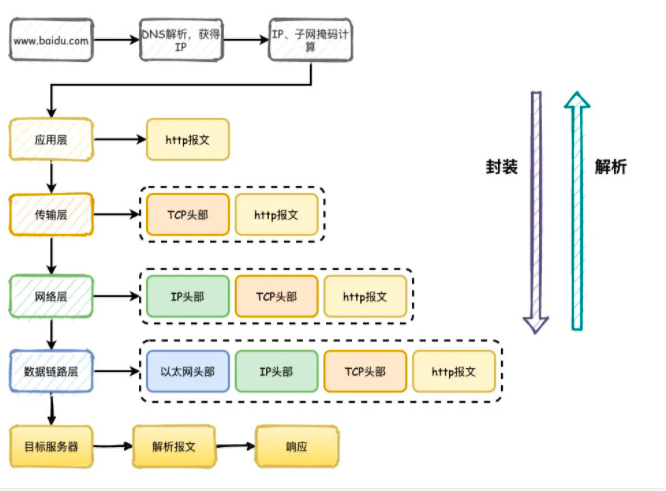 www.baidu.com
DNS解析，获得
IP
IP、子网掩码计
算
应用层
http报文
封装
解析
传输层
TCP头部
http报文
网络层
IP头部
TCP头部
http报文
数据链路层
以太网头部
IP头部
TCP头部
http报文
目标服务器
解析报文
响应